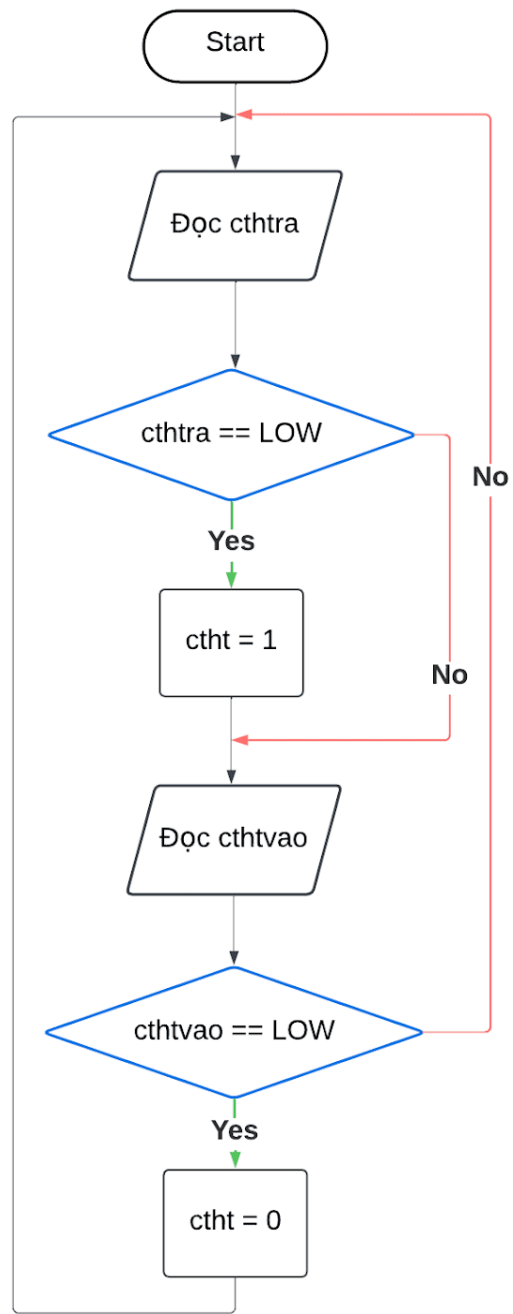 Start
Đọc cthtra
cthtra == LOW
No
Yes
ctht = 1
No
Đọc cthtvao
cthtvao == LOW
Yes
ctht = 0